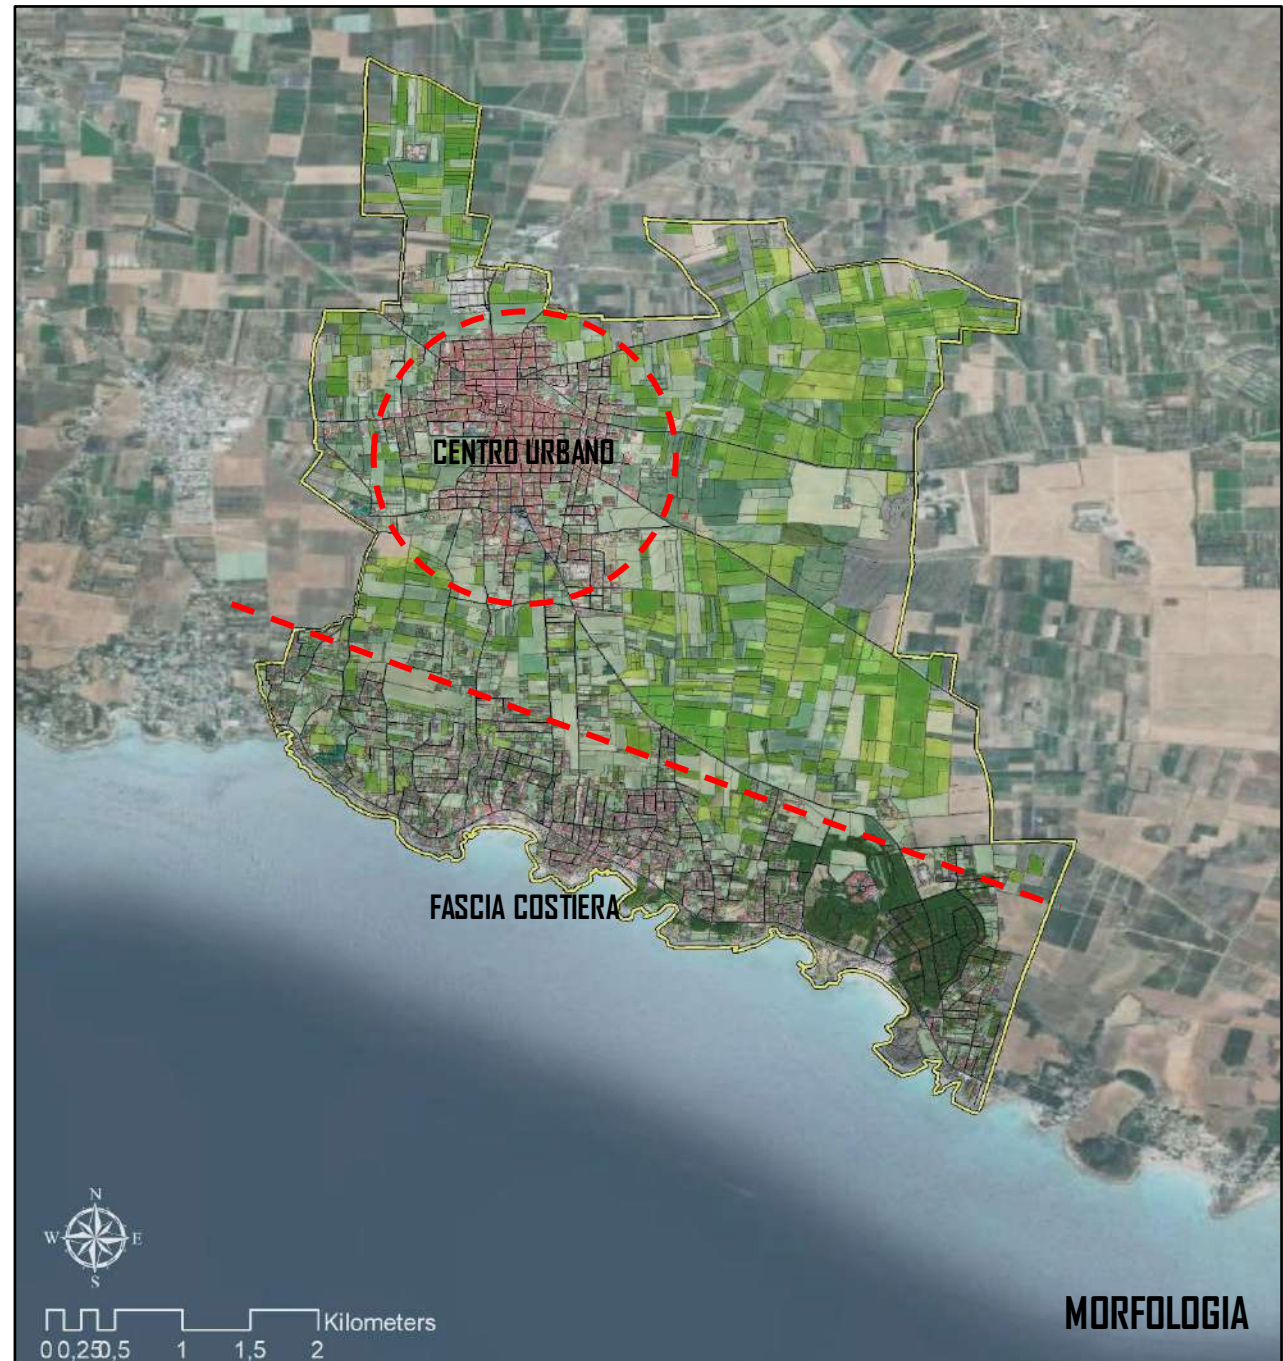 CENTRO URBANO
FASCIA COSTIERA
N
W E
S
Kilometers
0 0,25 0,5 1 1,5 2
MORFOLOGIA